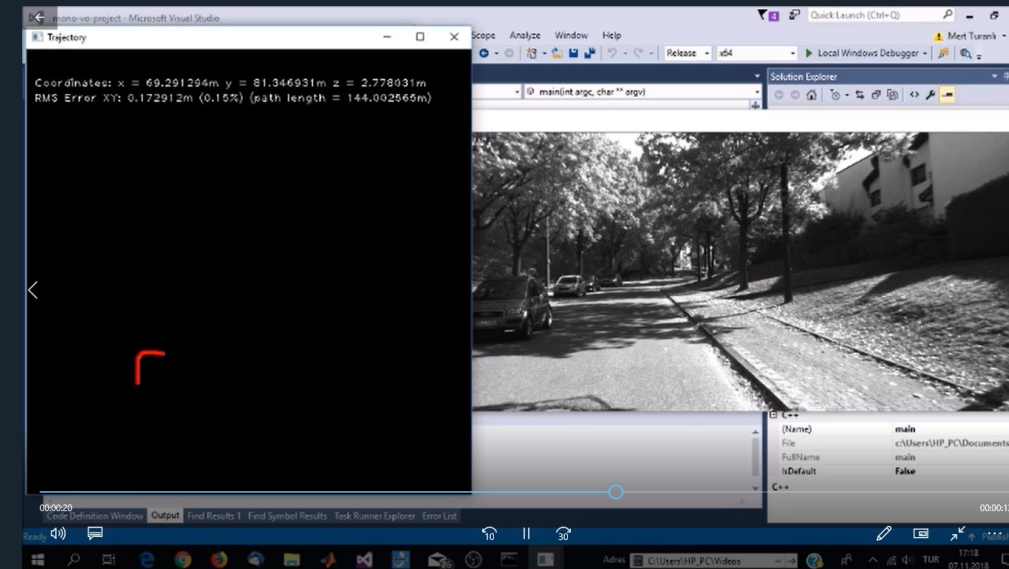 mono-vo-project - Microsoft Visual Studio
4
Quick Launch (Ctrl+Q)
Trajectory
Scope Analyze Window Help
Mert Turanlı
Release x64 Local Windows Debugger
Coordinates: x = 69.291294m y = 81.346931m z = 2.778031m
RMS Error XY: 0.172912m (0.15%) (path length = 144.002565m)
Solution Explorer
main(int argc, char ** argv)
C++
(Name) main
File c:\Users\HP_PC\Documents
FullName main
IsDefault False
C++
00:00:20
Code Definition Window Output Find Results 1 Find Symbol Results Task Runner Explorer Error List
Ready
10
30
Adres C:\Users\HP_PC\Videos
TUR
17:18
07.11.2018